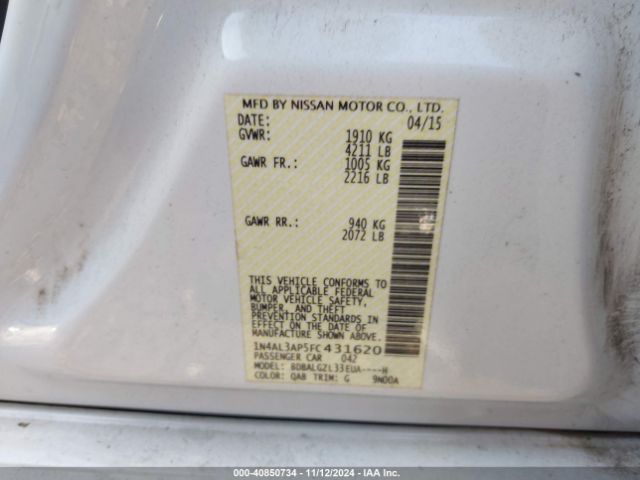 MFD BY NISSAN MOTOR CO., LTD.
DATE: 04/15
GVWR: 1910 KG
4211 LB
GAWR FR.: 1005 KG
2216 LB
GAWR RR.: 940 KG
2072 LB
THIS VEHICLE CONFORMS TO
ALL APPLICABLE FEDERAL
MOTOR VEHICLE SAFETY,
BUMPER, AND THEFT
PREVENTION STANDARDS IN
EFFECT ON THE DATE OF
MANUFACTURE SHOWN ABOVE.
1N4AL3AP5FC431620
PASSENGER CAR 042
MODEL: BDBALGZL33EUA----H
COLOR: QAB TRIM: G 9N00A
000-40850734 - 11/12/2024 - IAA Inc.